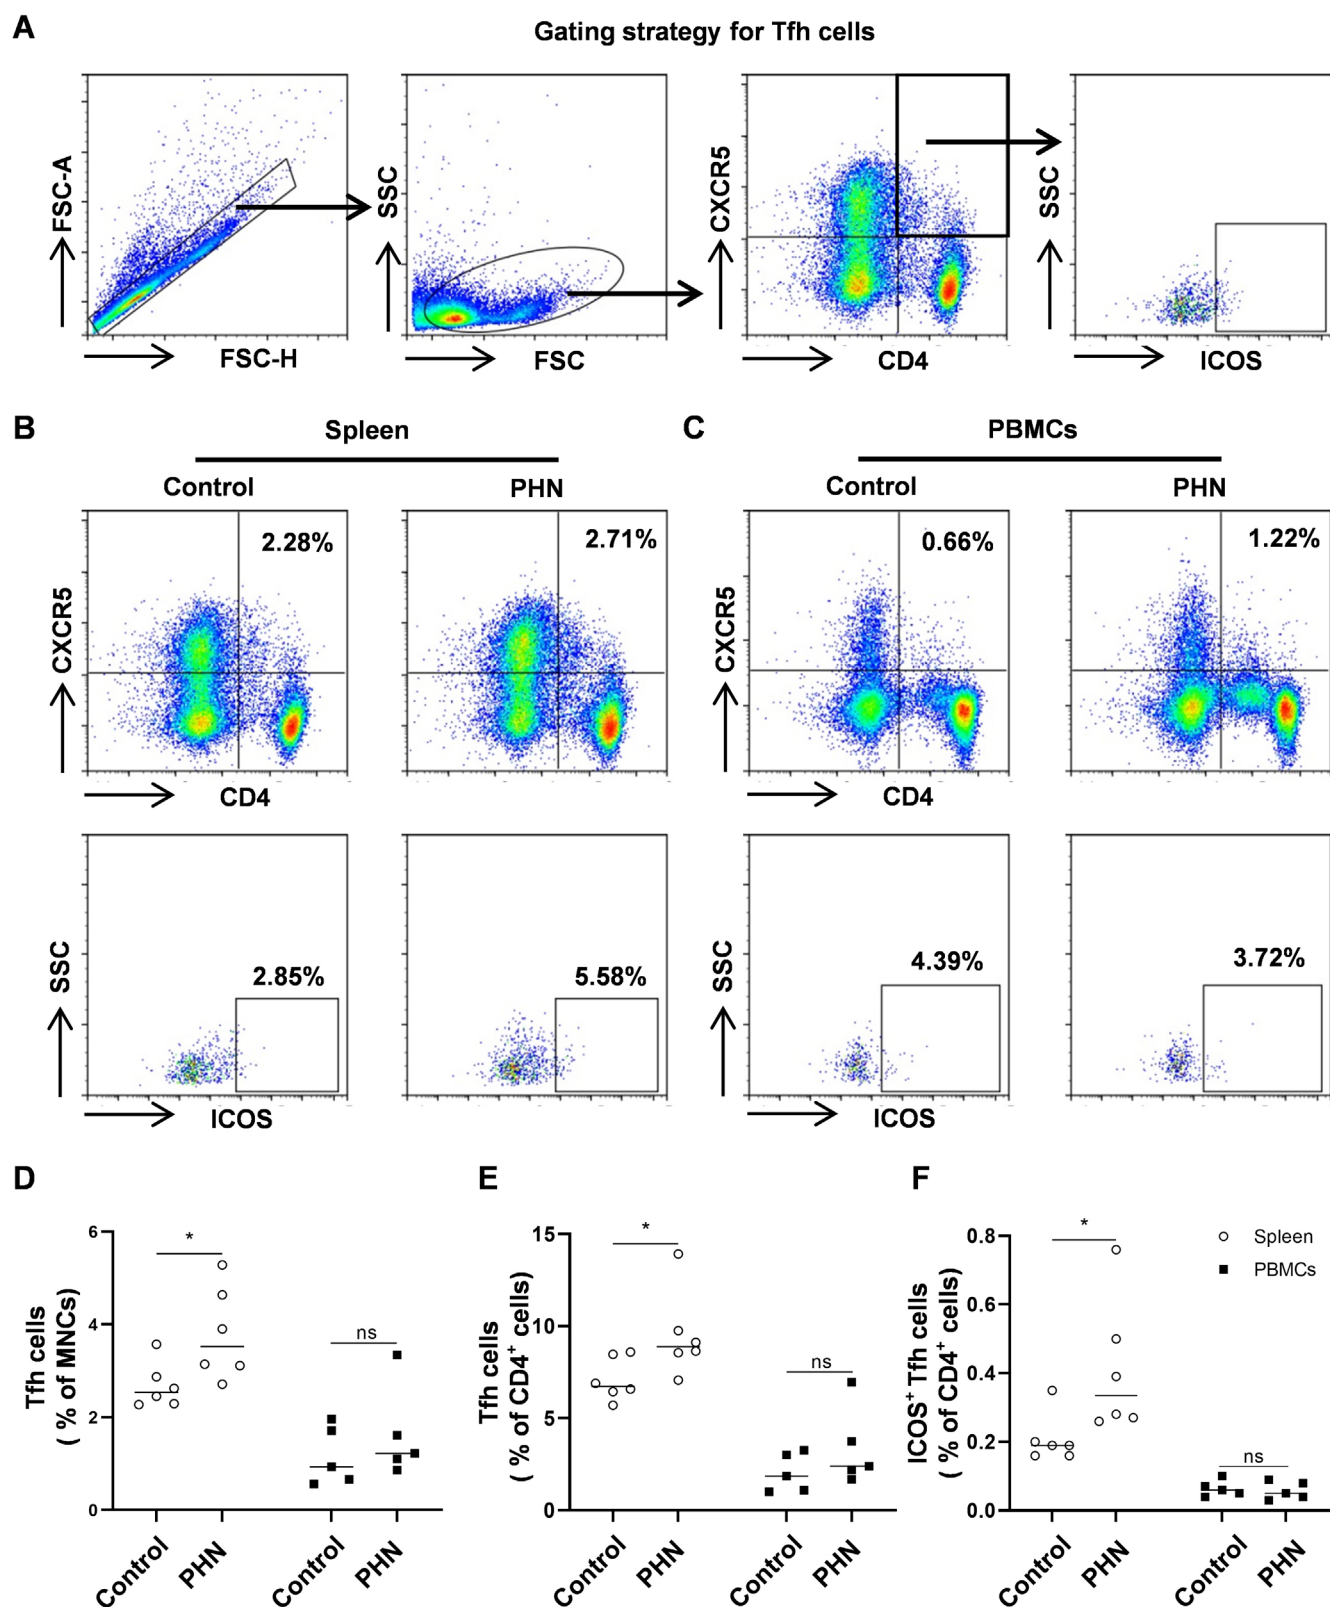 A
Gating strategy for Tfh cells
FSC-A
FSC-H
SSC
FSC
CXCR5
CD4
SSC
ICOS
B
Spleen
C
PBMCs
Control
PHN
Control
PHN
2.28%
2.71%
0.66%
1.22%
CXCR5
CD4
CXCR5
CD4
2.85%
5.58%
4.39%
3.72%
SSC
ICOS
SSC
ICOS
D
Tfh cells
( % of MNCs)
6
4
2
0
*
ns
Control
PHN
Control
PHN
E
Tfh cells
( % of CD4⁺ cells)
15
10
5
0
*
ns
Control
PHN
Control
PHN
F
ICOS⁺ Tfh cells
( % of CD4⁺ cells)
0.8
0.6
0.4
0.2
0.0
*
ns
Spleen
PBMCs
Control
PHN
Control
PHN